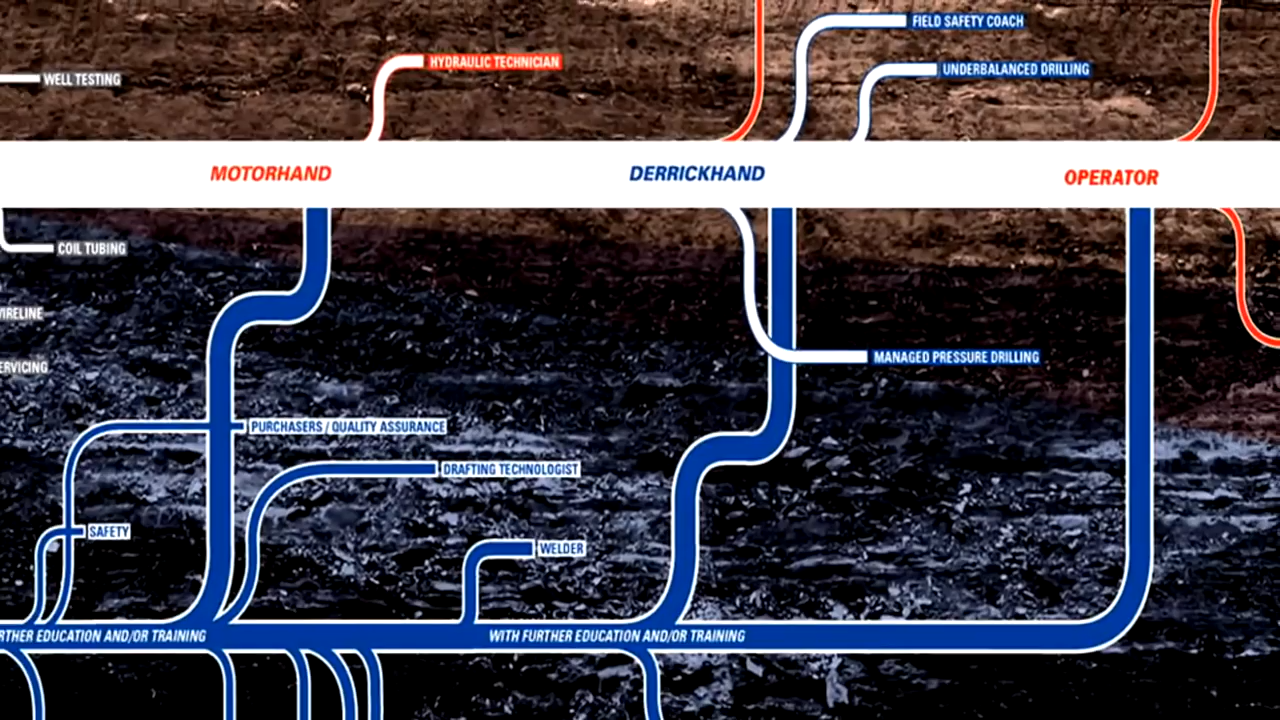 FIELD SAFETY COACH
HYDRAULIC TECHNICIAN
UNDERBALANCED DRILLING
WELL TESTING
MOTORHAND
DERRICKHAND
OPERATOR
COIL TUBING
MANAGED PRESSURE DRILLING
PURCHASERS / QUALITY ASSURANCE
DRAFTING TECHNOLOGIST
SAFETY
WELDER
EDUCATION AND/OR TRAINING
WITH FURTHER EDUCATION AND/OR TRAINING